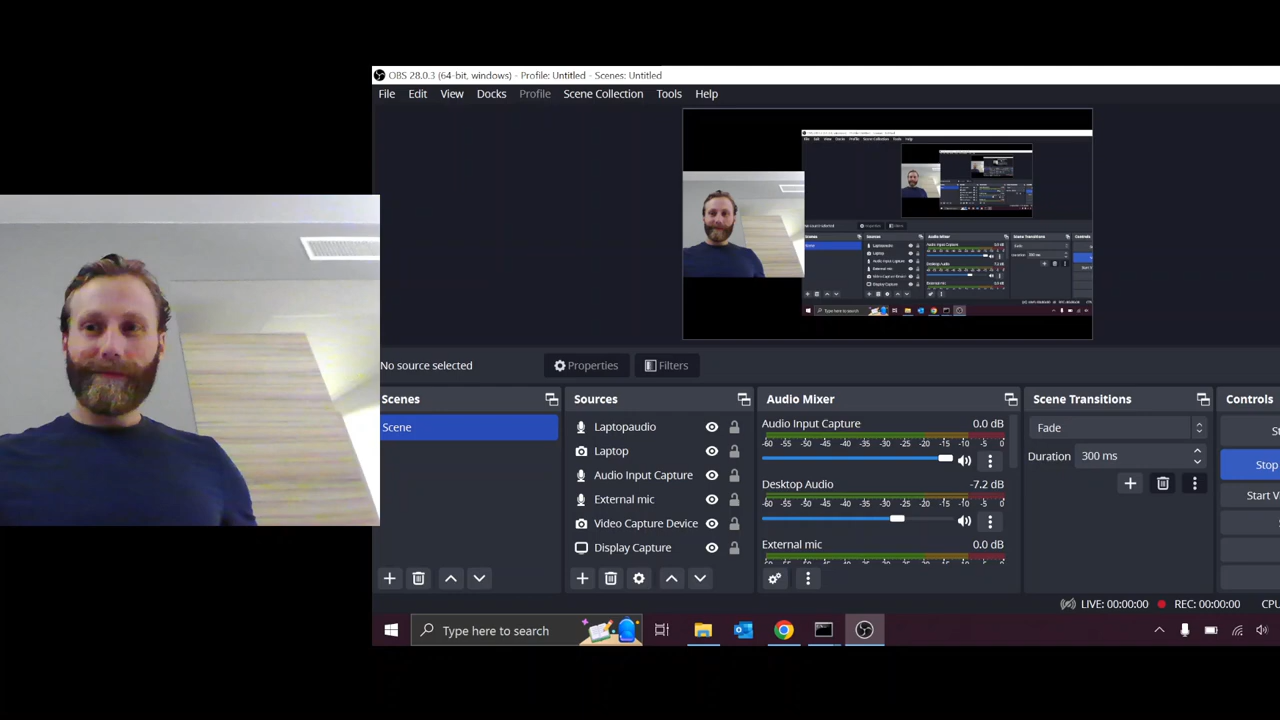 OBS 28.0.3 (64-bit, windows) - Profile: Untitled - Scenes: Untitled
File Edit View Docks Profile Scene Collection Tools Help
No source selected Properties Filters
Scenes Sources Audio Mixer Scene Transitions Controls
Scene
Laptopaudio
Laptop
Audio Input Capture
External mic
Video Capture Device
Display Capture
Audio Input Capture 0.0 dB
-60 -55 -50 -45 -40 -35 -30 -25 -20 -15 -10 -5 0
Desktop Audio -7.2 dB
-60 -55 -50 -45 -40 -35 -30 -25 -20 -15 -10 -5 0
External mic 0.0 dB
Fade
Duration 300 ms
St
Stop
Start V
LIVE: 00:00:00 REC: 00:00:00 CPU
Type here to search